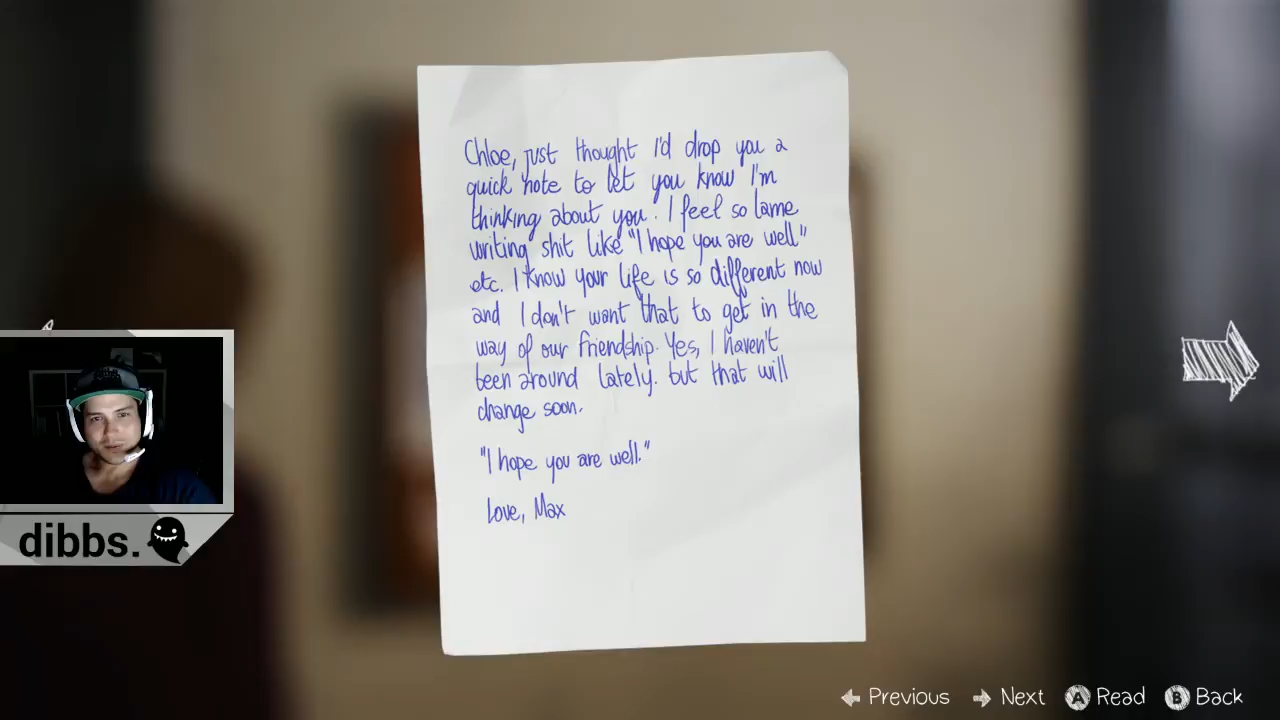 Chloe, just thought I'd drop you a
quick note to let you know I'm
thinking about you. I feel so lame
writing shit like "I hope you are well"
etc. I know your life is so different now
and I don't want that to get in the
way of our friendship. Yes, I haven't
been around lately. but that will
change soon.
"I hope you are well."
Love, Max
dibbs.
Previous Next A Read B Back